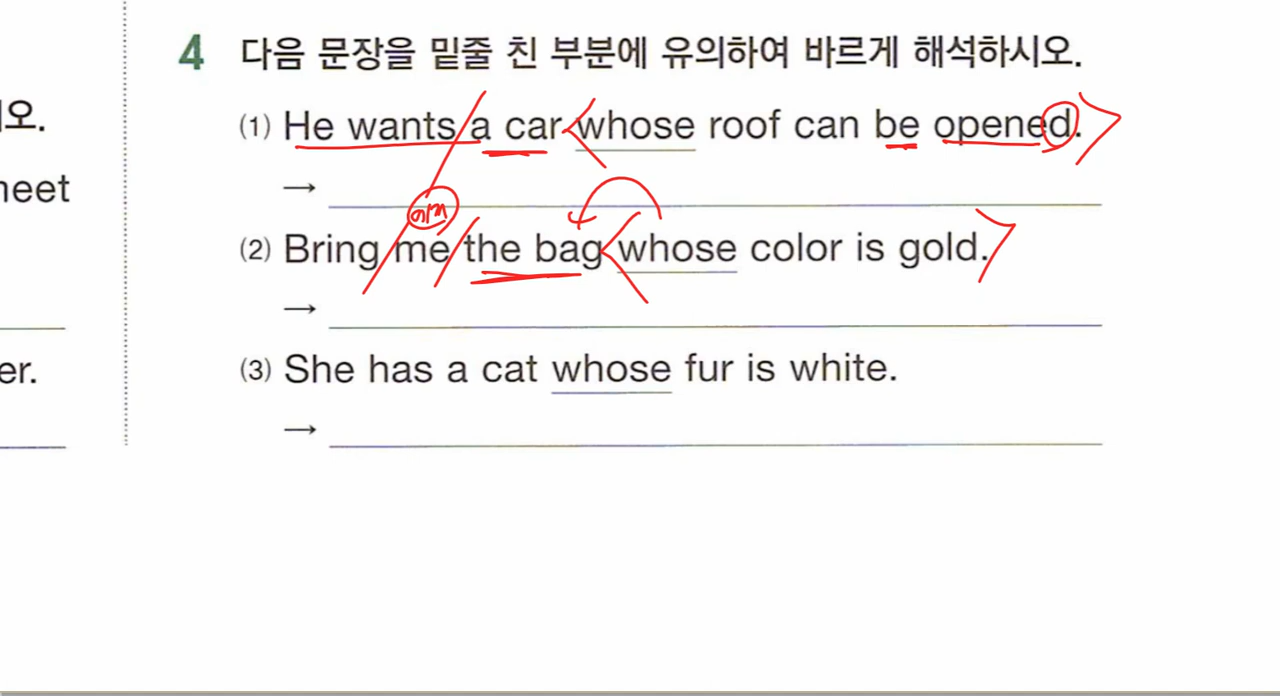 4 다음 문장을 밑줄 친 부분에 유의하여 바르게 해석하시오.
오.
(1) He wants a car whose roof can be opened.
neet
→
(2) Bring me the bag whose color is gold.
→
er.
(3) She has a cat whose fur is white.
→